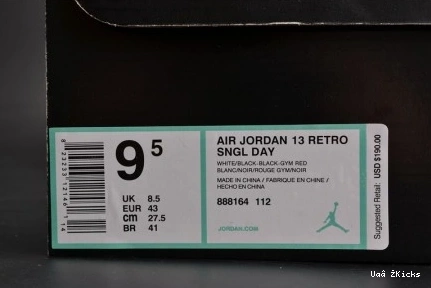 9 5
UK 8.5
EUR 43
CM 27.5
BR 41
AIR JORDAN 13 RETRO
SNGL DAY
WHITE/BLACK-BLACK-GYM RED
BLANC/NOIR/ROUGE GYM/NOIR
MADE IN CHINA / FABRIQUE EN CHINE /
HECHO EN CHINA
888164 112
JORDAN.COM
Suggested Retail: USD $190.00